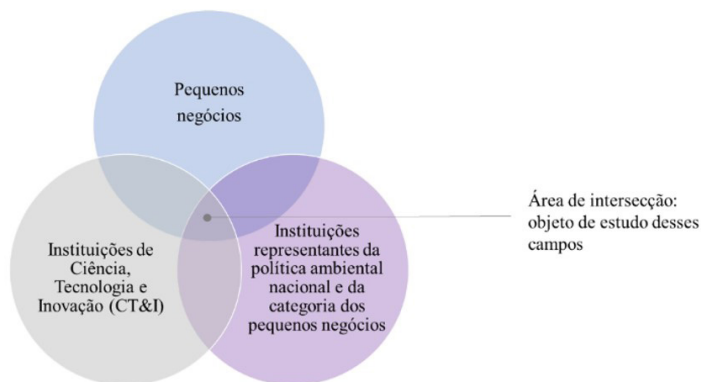 Pequenos
negócios
Instituições de
Ciência,
Tecnologia e
Inovação (CT&I)
Instituições
representantes da
política ambiental
nacional e da
categoria dos
pequenos negócios
Área de intersecção:
objeto de estudo desses
campos